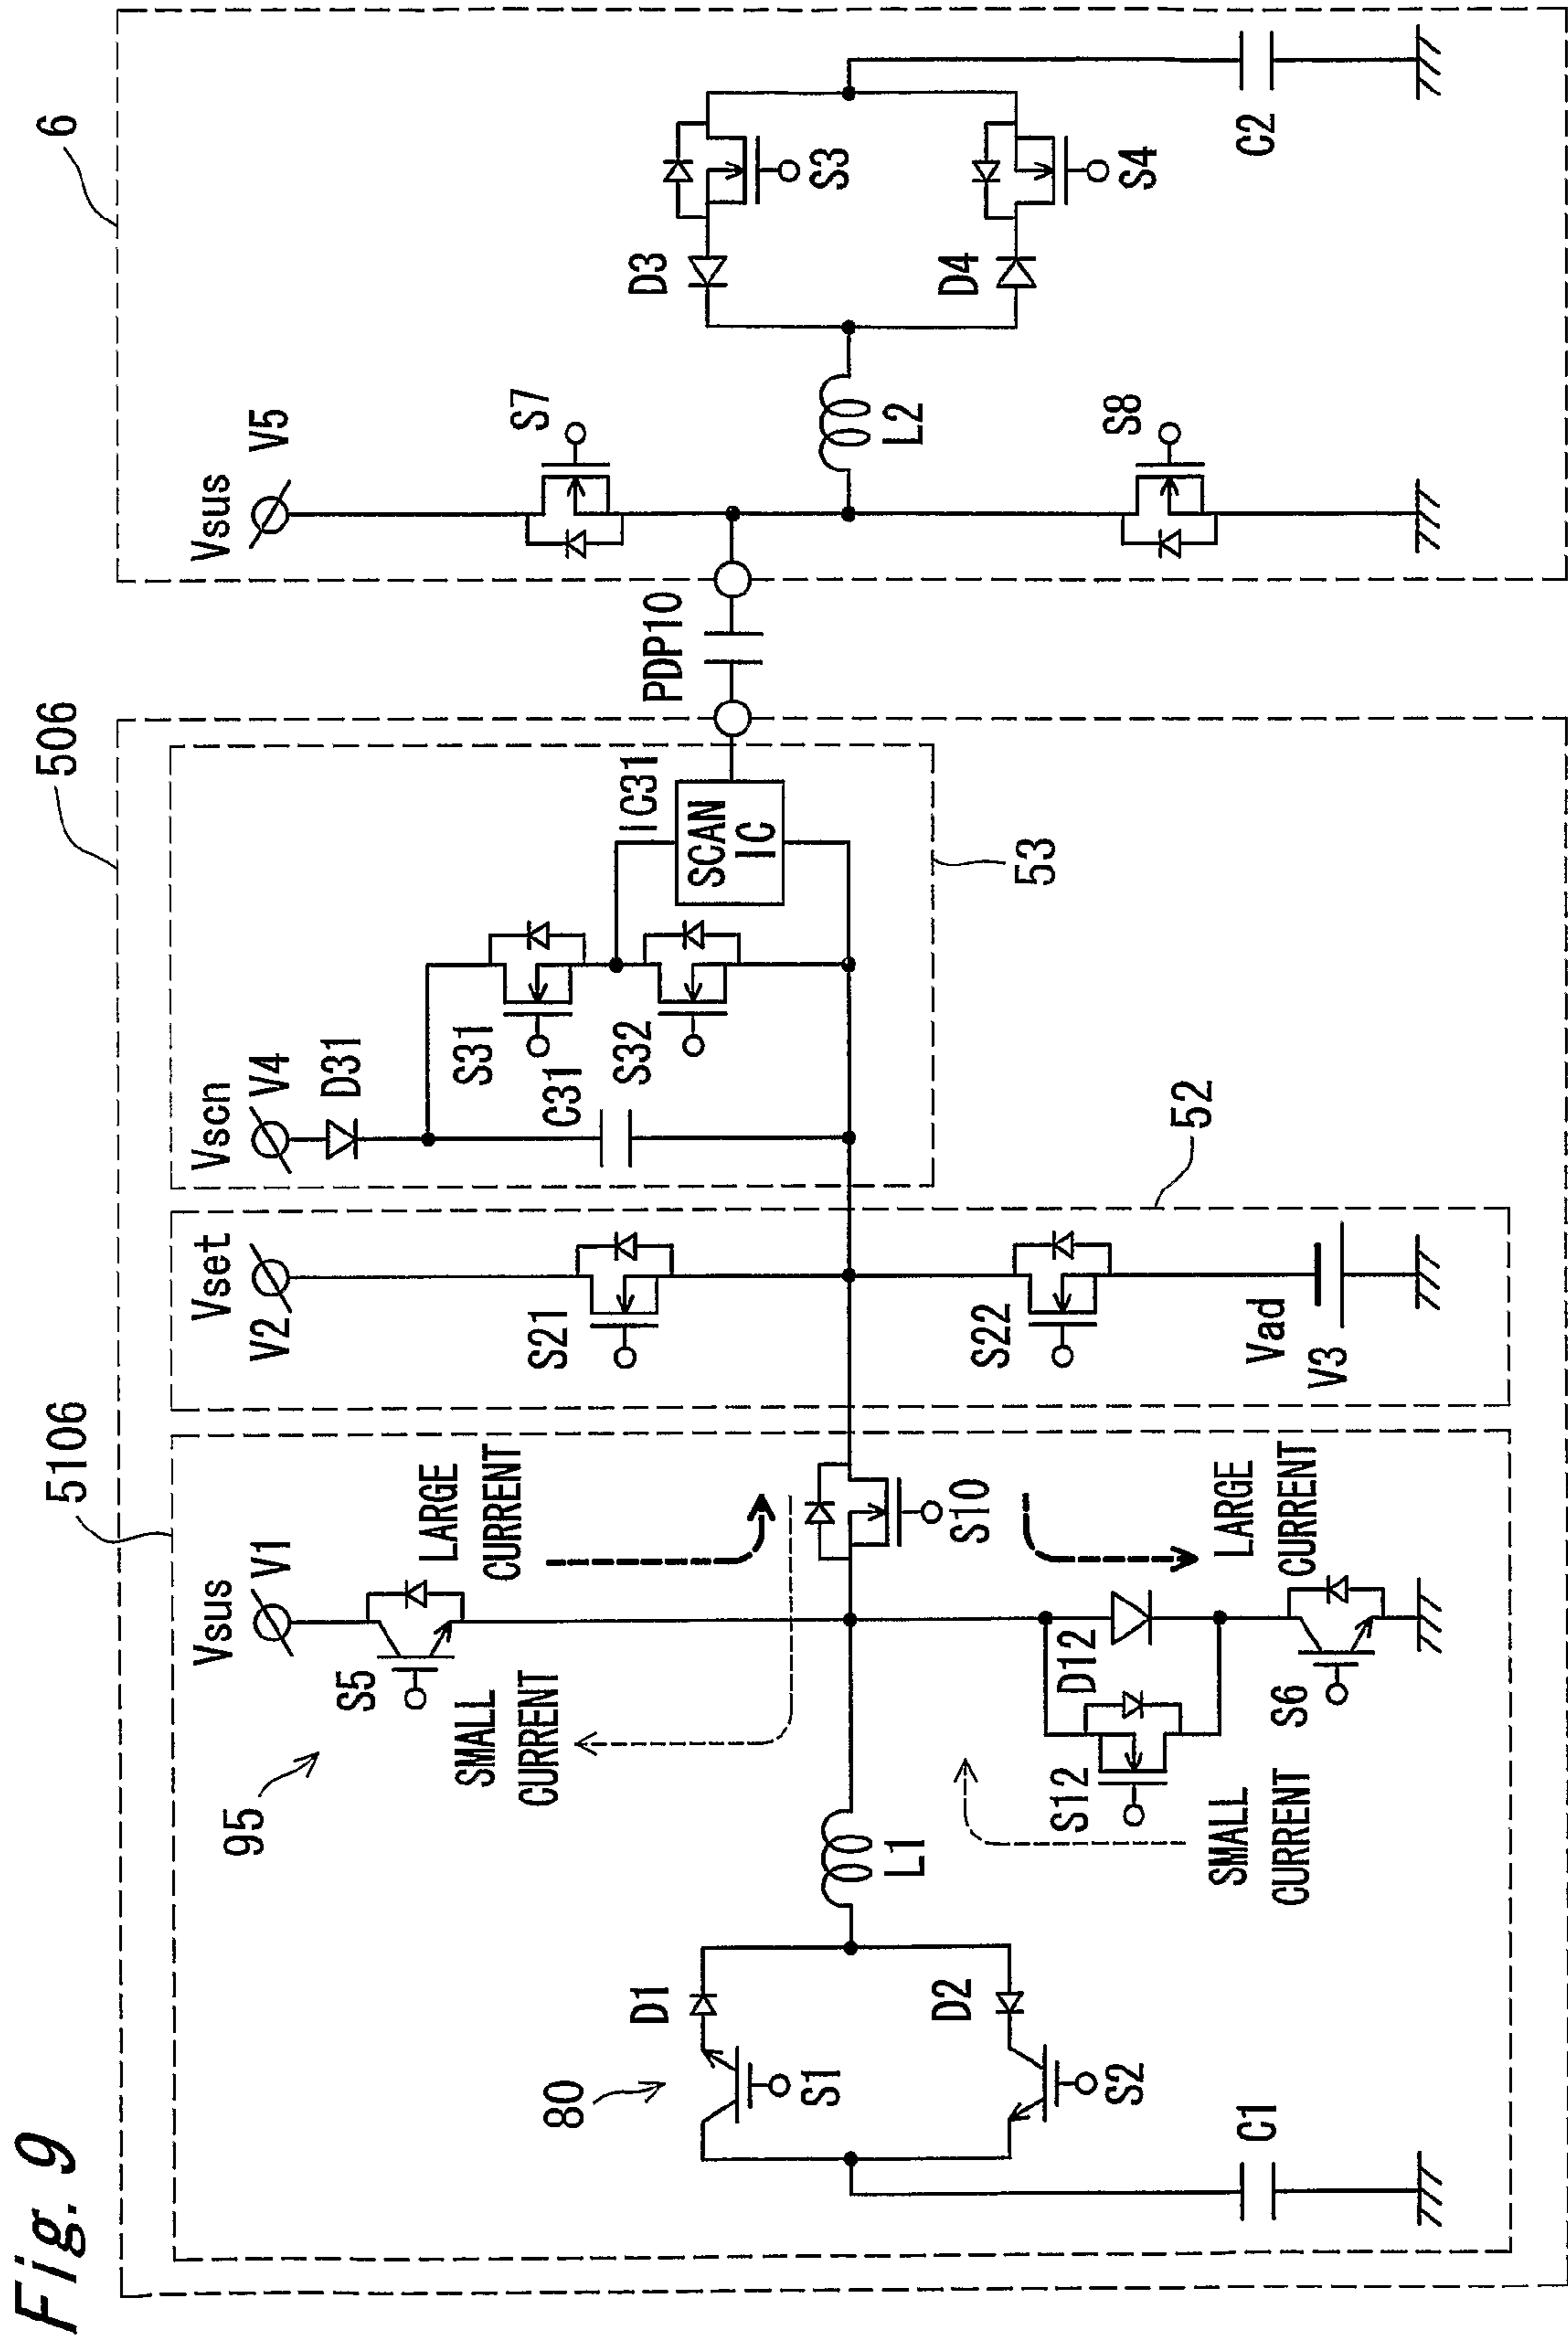 Fig. 9
5106
506
6
95
80
52
53
Vsus
V1
S5
LARGE
CURRENT
SMALL
CURRENT
D1
S1
D2
S2
L1
C1
S10
D12
S12
S6
SMALL
CURRENT
LARGE
CURRENT
Vset
V2
S21
S22
Vad
V3
Vscn
V4
D31
S31
C31
S32
IC31
SCAN
IC
PDP10
Vsus
V5
S7
L2
S8
D3
S3
D4
S4
C2